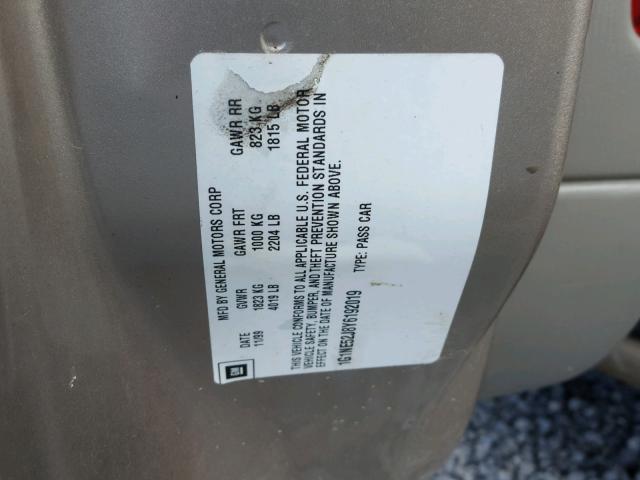 MFD BY GENERAL MOTORS CORP
DATE GVWR GAWR FRT GAWR RR
11/99 1823 KG 1000 KG 823 KG
4019 LB 2204 LB 1815 LB
THIS VEHICLE CONFORMS TO ALL APPLICABLE U.S. FEDERAL MOTOR
VEHICLE SAFETY, BUMPER, AND THEFT PREVENTION STANDARDS IN
EFFECT ON THE DATE OF MANUFACTURE SHOWN ABOVE.
1G1NE52J8Y6192019 TYPE: PASS CAR
GM